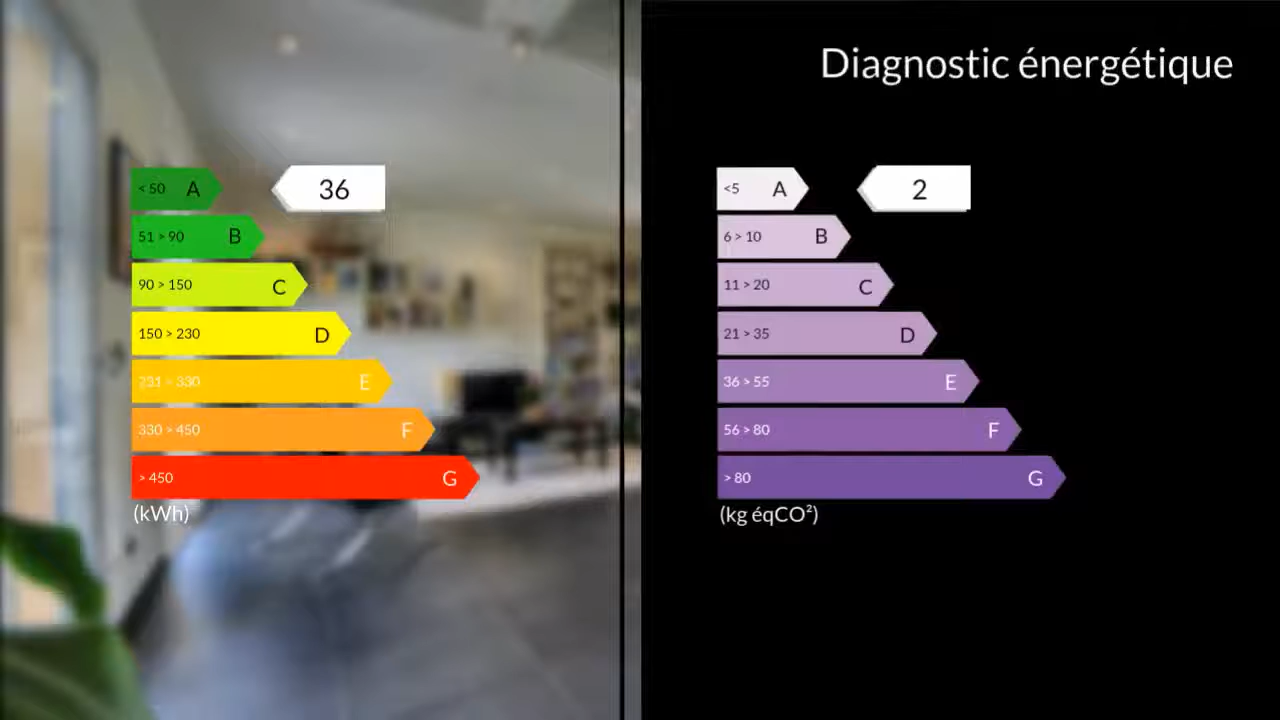 Diagnostic énergétique
< 50 A 36
51 > 90 B
90 > 150 C
150 > 230 D
231 > 330 E
330 > 450 F
> 450 G
(kWh)
<5 A 2
6 > 10 B
11 > 20 C
21 > 35 D
36 > 55 E
56 > 80 F
> 80 G
(kg éqCO²)